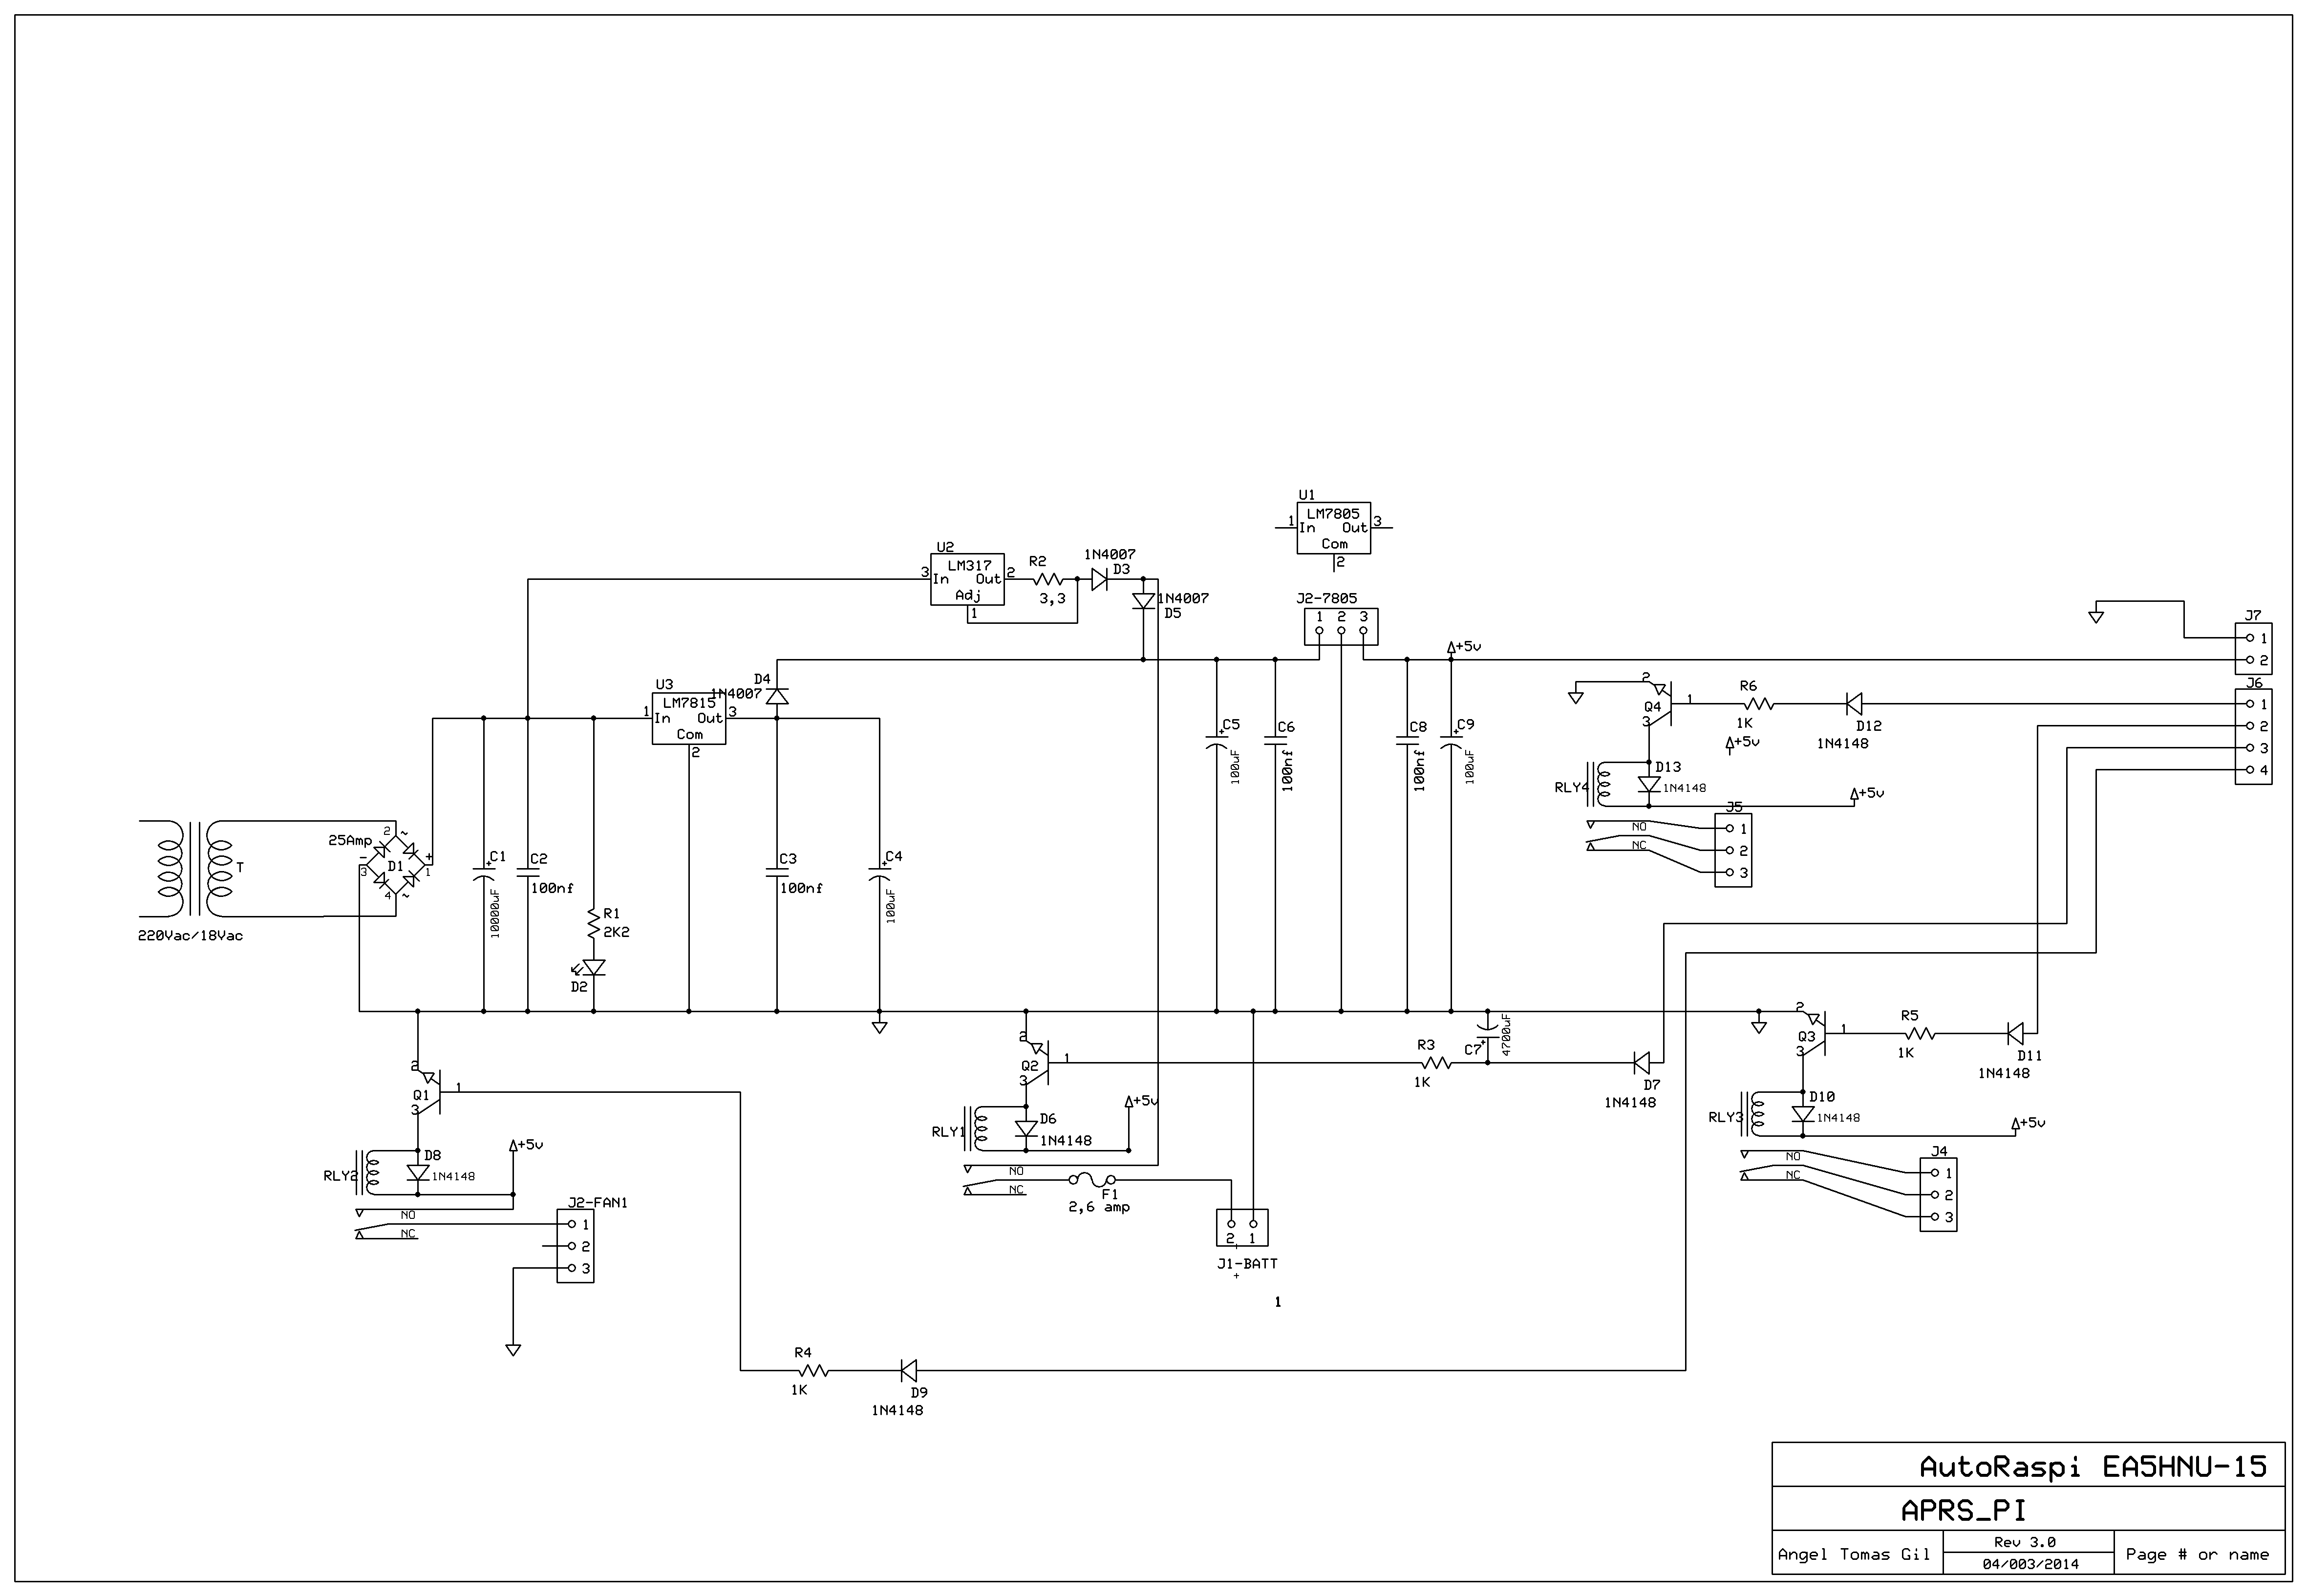 U1
LM7805
1 In Out 3
Com
2
U2
LM317
3 In Out 2
Adj
1
R2
3,3
1N4007
D3
1N4007
D5
J2-7805
1 2 3
+5v
J7
1
2
J6
1
2
3
4
U3
LM7815
1 In Out 3
Com
2
D4
1N4007
C5
100uF
C6
100nf
C8
100nf
C9
100uF
2
Q4
3
1
R6
1K
+5v
D12
1N4148
RLY4
D13
1N4148
+5v
NO
NC
J5
1
2
3
T
220Vac/18Vac
25Amp
2 ~
- +
3 D1 1
4 ~
C1
10000uF
C2
100nf
R1
2K2
D2
C3
100nf
C4
100uF
2
Q1
3
1
RLY2
D8
1N4148
+5v
NO
NC
J2-FAN1
1
2
3
2
Q2
3
1
RLY1
D6
1N4148
+5v
NO
NC
F1
2,6 amp
2 1
J1-BATT
+
1
R3
1K
C7
4700uF
D7
1N4148
2
Q3
3
1
R5
1K
D11
1N4148
RLY3
D10
1N4148
+5v
NO
NC
J4
1
2
3
R4
1K
D9
1N4148
AutoRaspi EA5HNU-15
APRS_PI
Angel Tomas Gil
Rev 3.0
04/003/2014
Page # or name